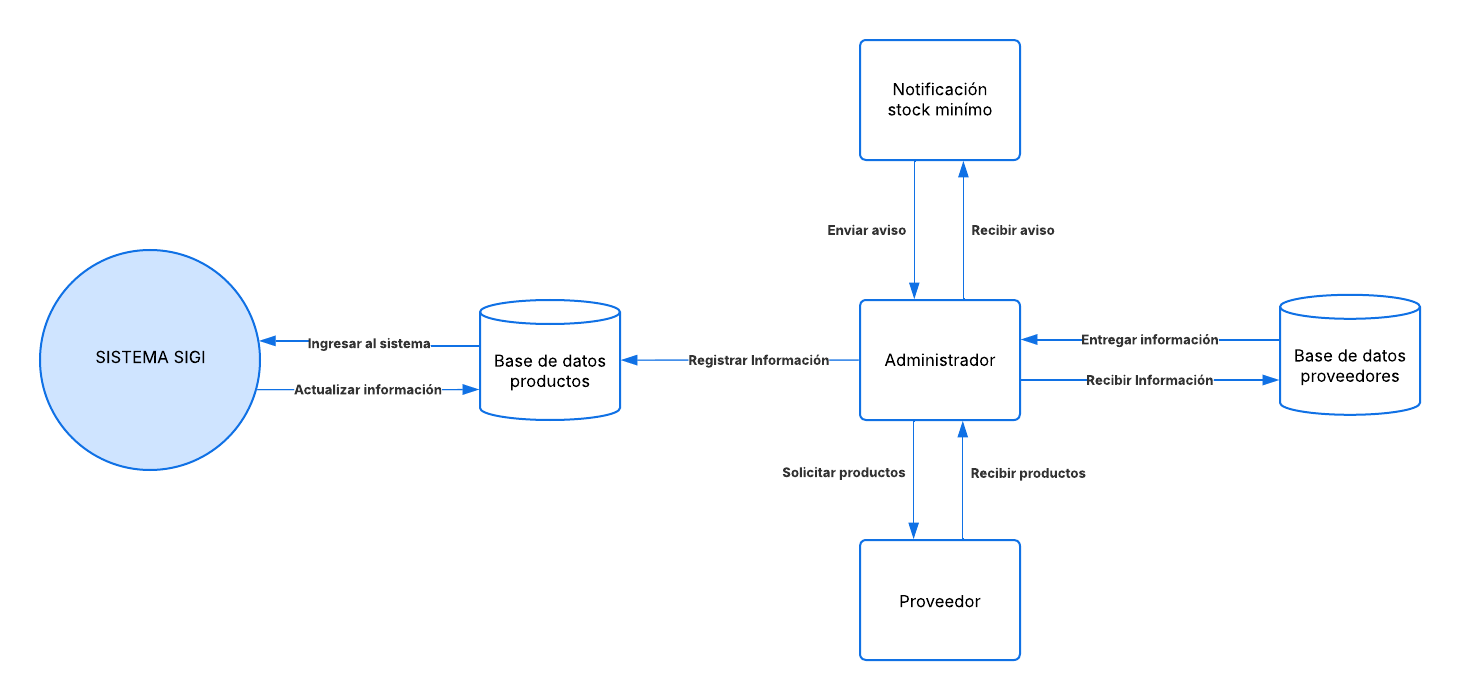 Notificación
stock minímo
Enviar aviso
Recibir aviso
SISTEMA SIGI
Ingresar al sistema
Actualizar información
Base de datos
productos
Registrar Información
Administrador
Entregar información
Recibir Información
Base de datos
proveedores
Solicitar productos
Recibir productos
Proveedor